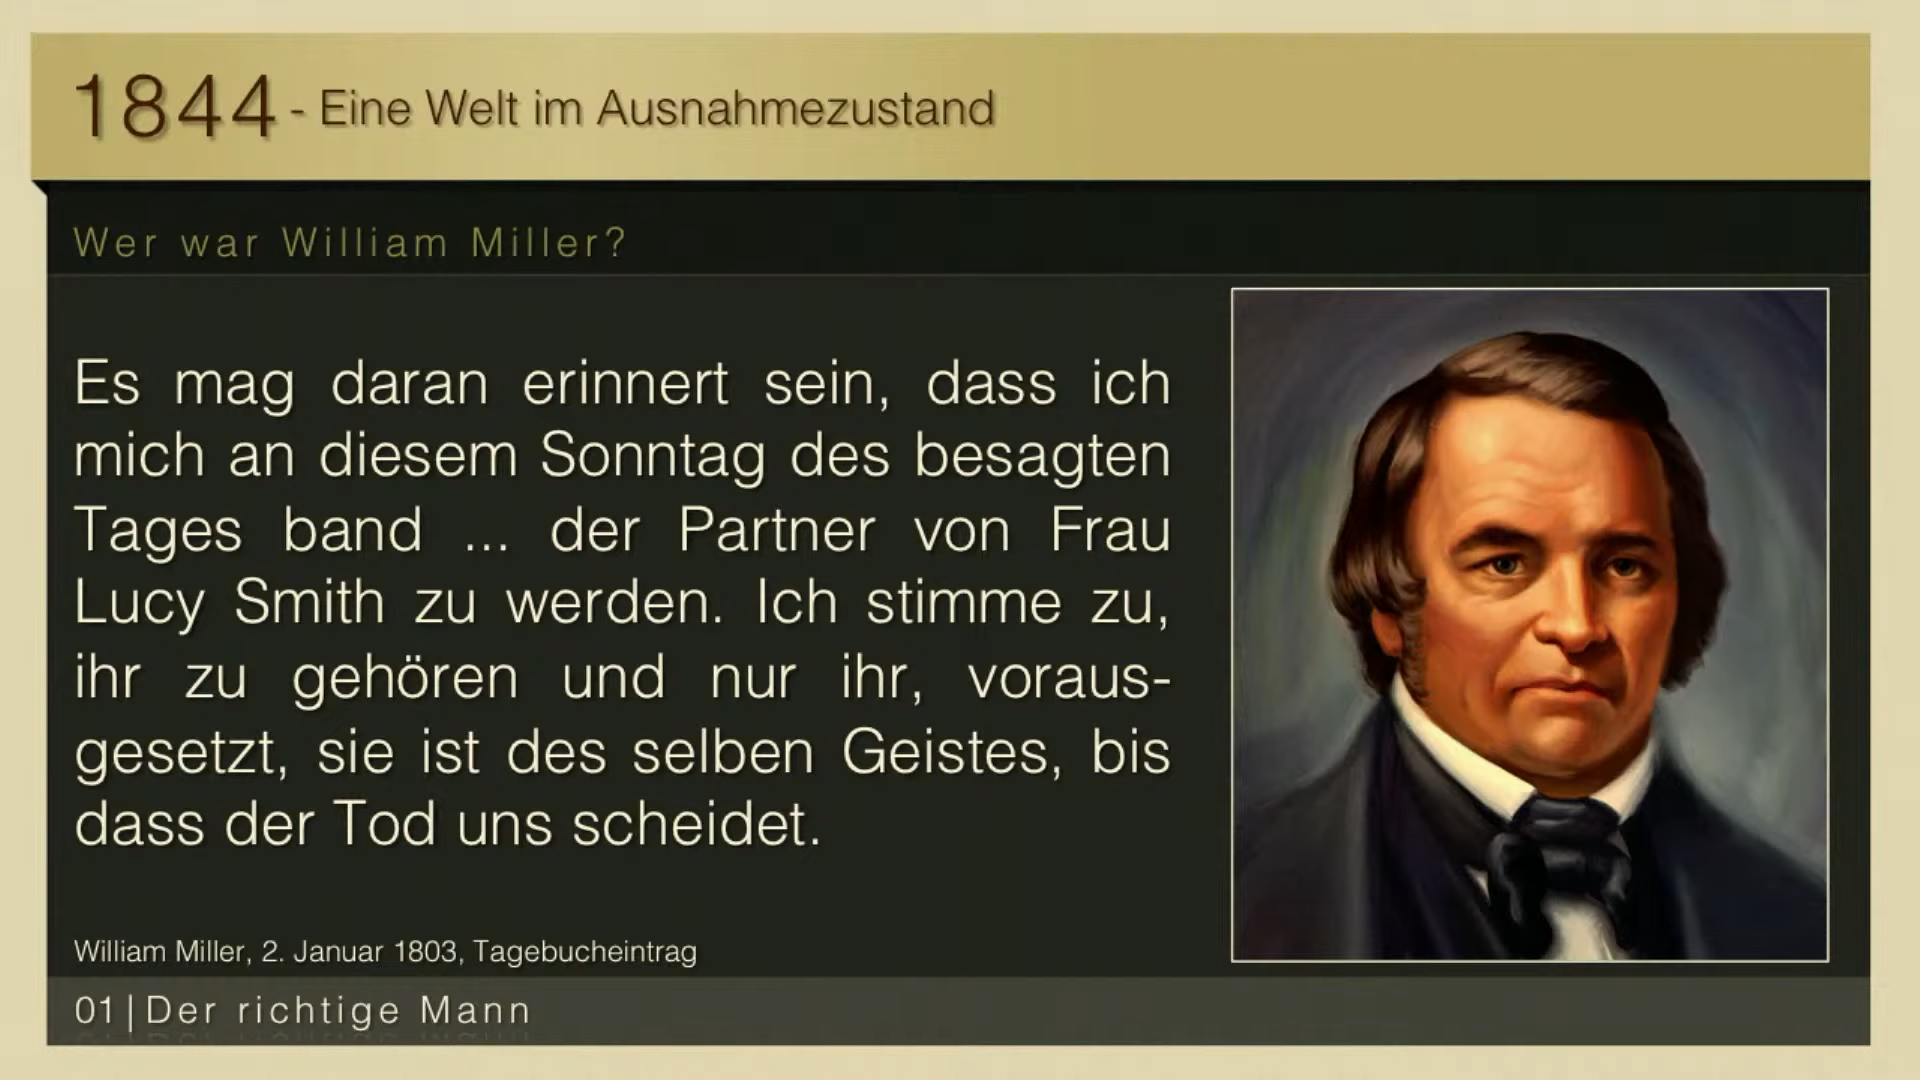 1844 - Eine Welt im Ausnahmezustand
Wer war William Miller?
Es mag daran erinnert sein, dass ich
mich an diesem Sonntag des besagten
Tages band ... der Partner von Frau
Lucy Smith zu werden. Ich stimme zu,
ihr zu gehören und nur ihr, voraus-
gesetzt, sie ist des selben Geistes, bis
dass der Tod uns scheidet.
William Miller, 2. Januar 1803, Tagebucheintrag
01|Der richtige Mann